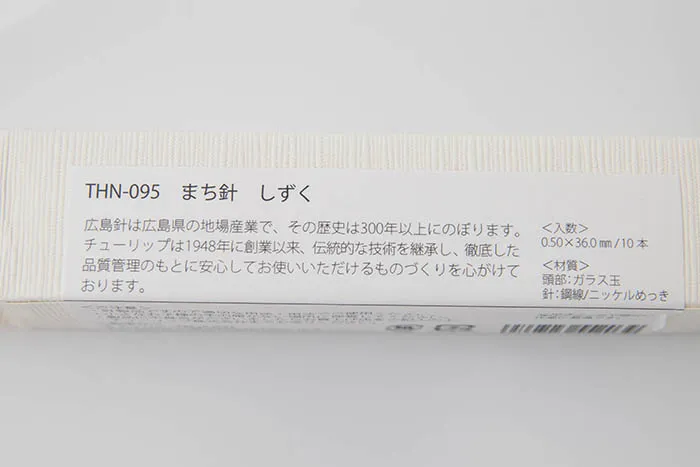 THN-095　まち針　しずく
広島針は広島県の地場産業で、その歴史は300年以上にのぼります。
チューリップは1948年に創業以来、伝統的な技術を継承し、徹底した
品質管理のもとに安心してお使いいただけるものづくりを心がけて
おります。
＜入数＞
0.50×36.0㎜/10本
＜材質＞
頭部：ガラス玉
針：鋼線/ニッケルめっき